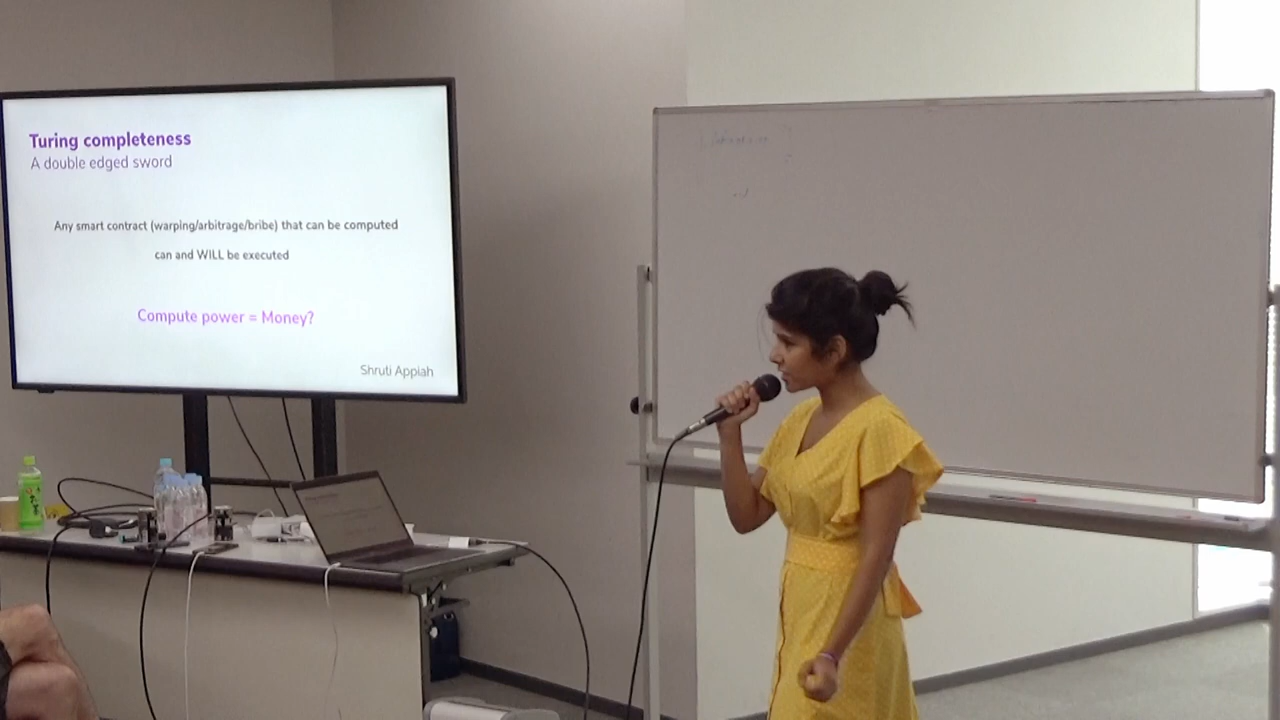 Turing completeness
A double edged sword
Any smart contract (warping/arbitrage/bribe) that can be computed
can and WILL be executed
Compute power = Money?
Shruti Appiah